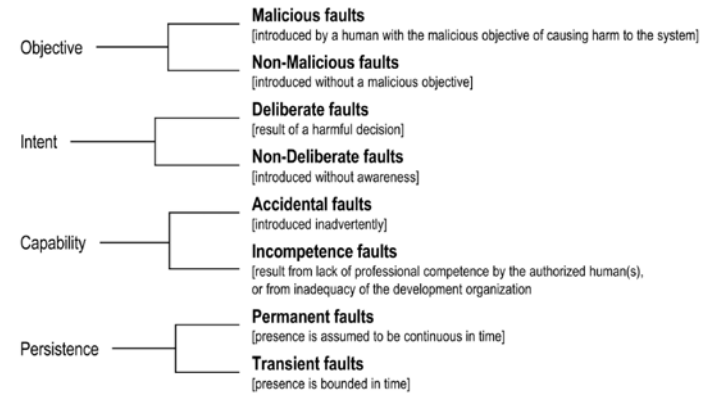 Objective
Malicious faults
[introduced by a human with the malicious objective of causing harm to the system]
Non-Malicious faults
[introduced without a malicious objective]
Intent
Deliberate faults
[result of a harmful decision]
Non-Deliberate faults
[introduced without awareness]
Capability
Accidental faults
[introduced inadvertently]
Incompetence faults
[result from lack of professional competence by the authorized human(s),
or from inadequacy of the development organization
Persistence
Permanent faults
[presence is assumed to be continuous in time]
Transient faults
[presence is bounded in time]